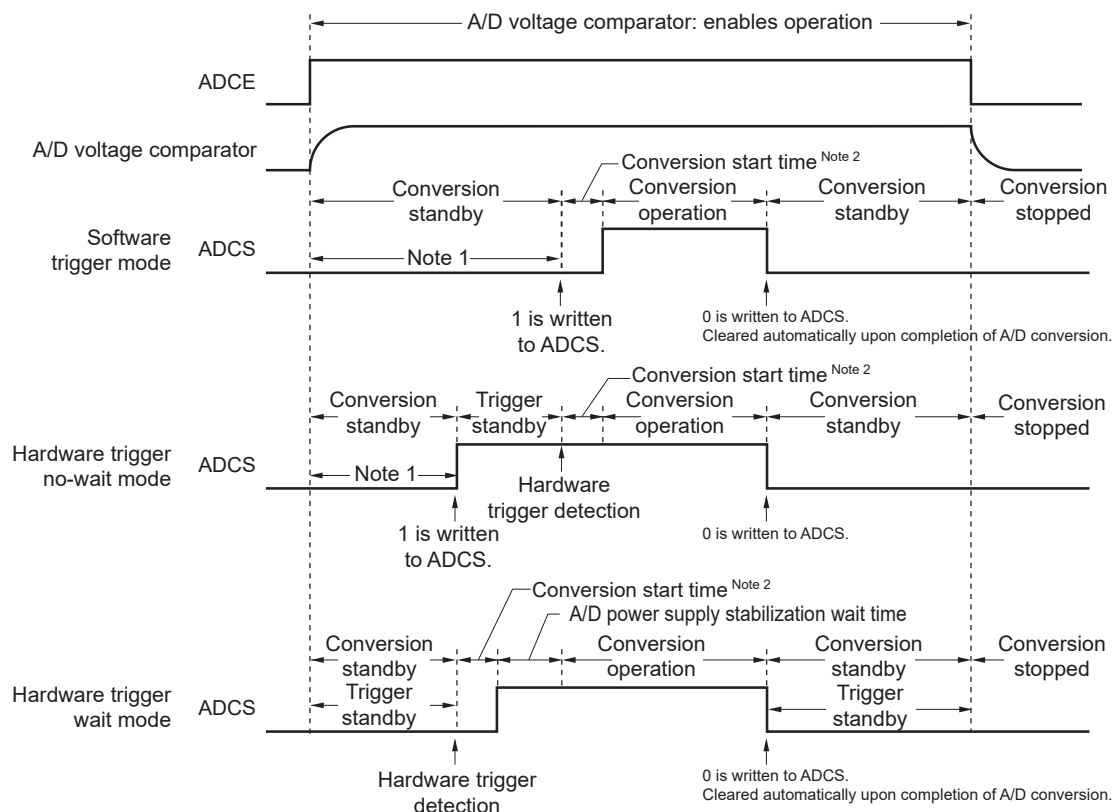 A/D voltage comparator: enables operation
ADCE
A/D voltage comparator
Conversion start time Note 2
Conversion standby
Conversion operation
Conversion standby
Conversion stopped
Software trigger mode
ADCS
Note 1
1 is written to ADCS.
0 is written to ADCS.
Cleared automatically upon completion of A/D conversion.
Conversion start time Note 2
Conversion standby
Trigger standby
Conversion operation
Conversion standby
Conversion stopped
Hardware trigger no-wait mode
ADCS
Note 1
Hardware trigger detection
1 is written to ADCS.
0 is written to ADCS.
Conversion start time Note 2
A/D power supply stabilization wait time
Conversion standby
Conversion operation
Conversion standby
Conversion stopped
Hardware trigger wait mode
ADCS
Trigger standby
Trigger standby
Hardware trigger detection
0 is written to ADCS.
Cleared automatically upon completion of A/D conversion.